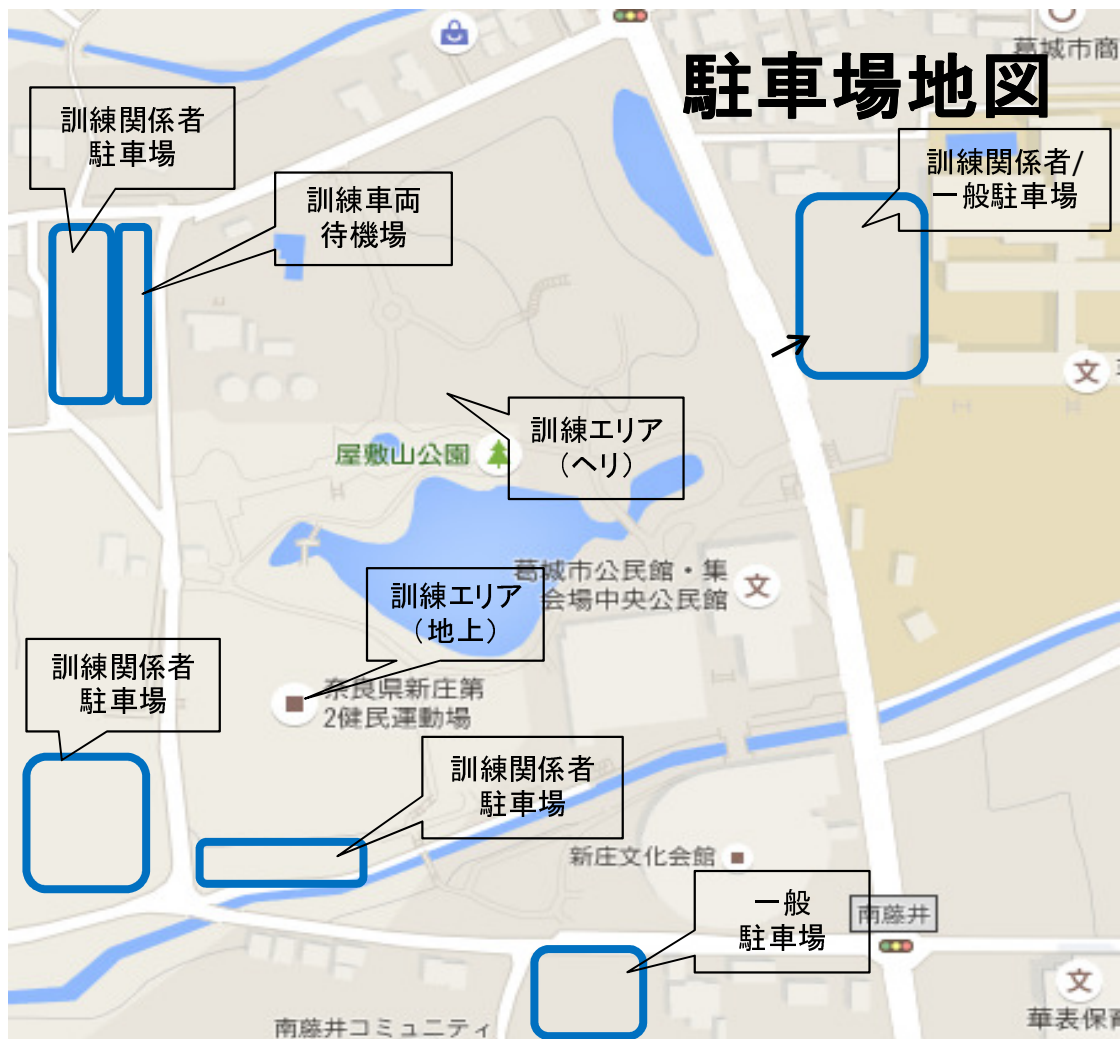 駐車場地図
葛城市商
訓練関係者
駐車場
訓練関係者/
一般駐車場
訓練車両
待機場
文
訓練エリア
（ヘリ）
屋敷山公園
葛城市公民館・集
会場中央公民館
文
訓練エリア
（地上）
訓練関係者
駐車場
奈良県新庄第
2健民運動場
訓練関係者
駐車場
新庄文化会館
一般
駐車場
南藤井
文
華表保育
南藤井コミュニティ